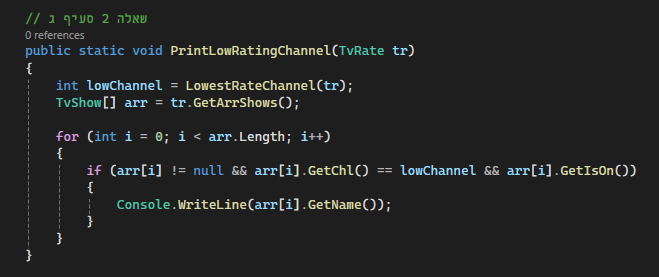 // שאלה 2 סעיף ג
0 references
public static void PrintLowRatingChannel(TvRate tr)
{
    int lowChannel = LowestRateChannel(tr);
    TvShow[] arr = tr.GetArrShows();

    for (int i = 0; i < arr.Length; i++)
    {
        if (arr[i] != null && arr[i].GetChl() == lowChannel && arr[i].GetIsOn())
        {
            Console.WriteLine(arr[i].GetName());
        }
    }
}